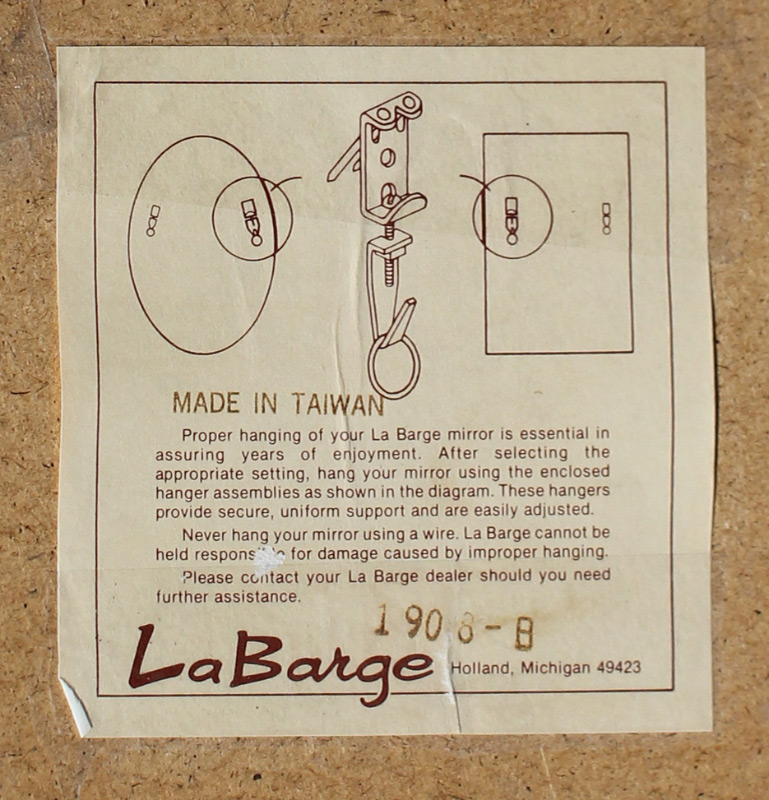 MADE IN TAIWAN
Proper hanging of your La Barge mirror is essential in
assuring years of enjoyment. After selecting the
appropriate setting, hang your mirror using the enclosed
hanger assemblies as shown in the diagram. These hangers
provide secure, uniform support and are easily adjusted.
Never hang your mirror using a wire. La Barge cannot be
held responsible for damage caused by improper hanging.
Please contact your La Barge dealer should you need
further assistance.
1908-B
LaBarge Holland, Michigan 49423